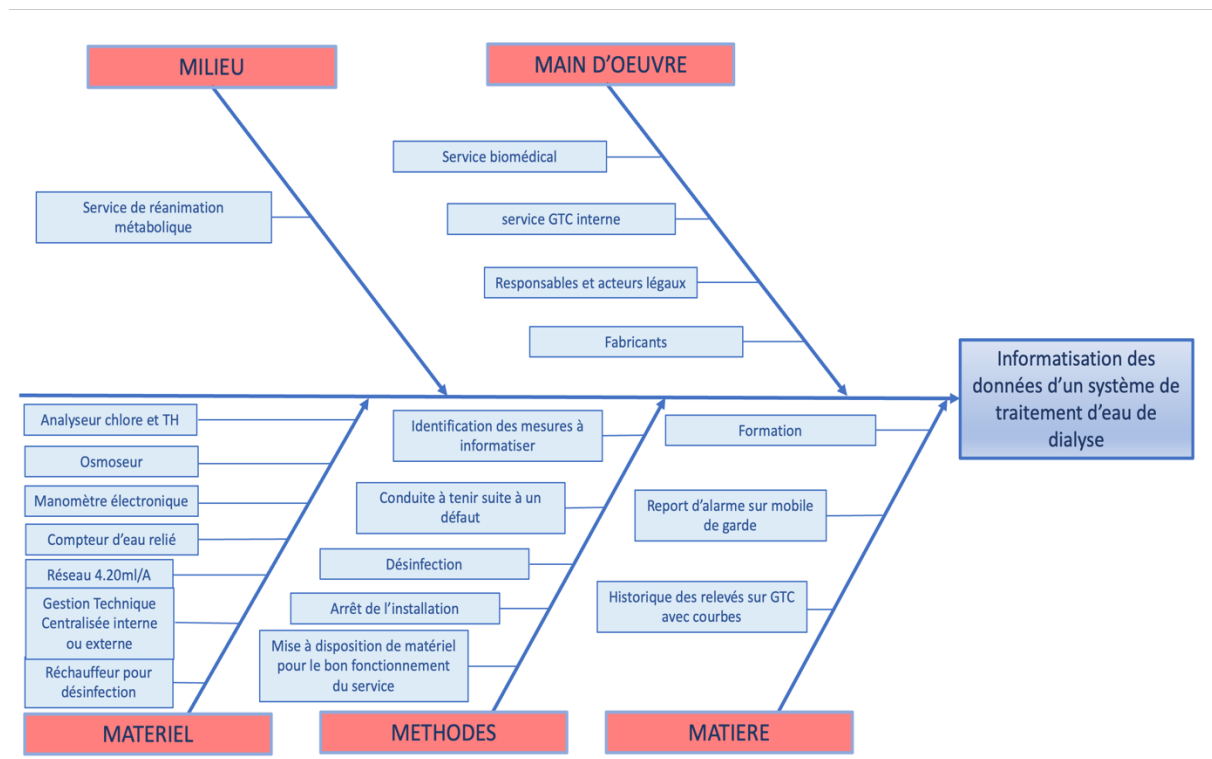 MILIEU
MAIN D'OEUVRE
Service biomédical
Service de réanimation
métabolique
service GTC interne
Responsables et acteurs légaux
Fabricants
Informatisation des
données d'un système de
traitement d'eau de
dialyse
Analyseur chlore et TH
Osmoseur
Manomètre électronique
Compteur d'eau relié
Réseau 4.20ml/A
Gestion Technique
Centralisée interne
ou externe
Réchauffeur pour
désinfection
Identification des mesures à
informatiser
Conduite à tenir suite à un
défaut
Désinfection
Arrêt de l'installation
Mise à disposition de matériel
pour le bon fonctionnement
du service
Formation
Report d'alarme sur mobile
de garde
Historique des relevés sur GTC
avec courbes
MATERIEL
METHODES
MATIERE